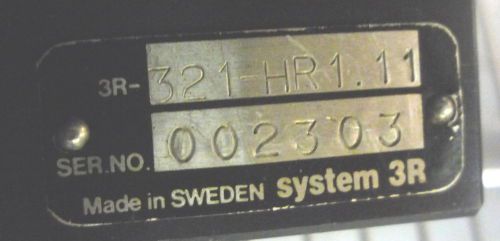 3R-321-HR1.11
SER.NO. 002303
Made in SWEDEN system 3R